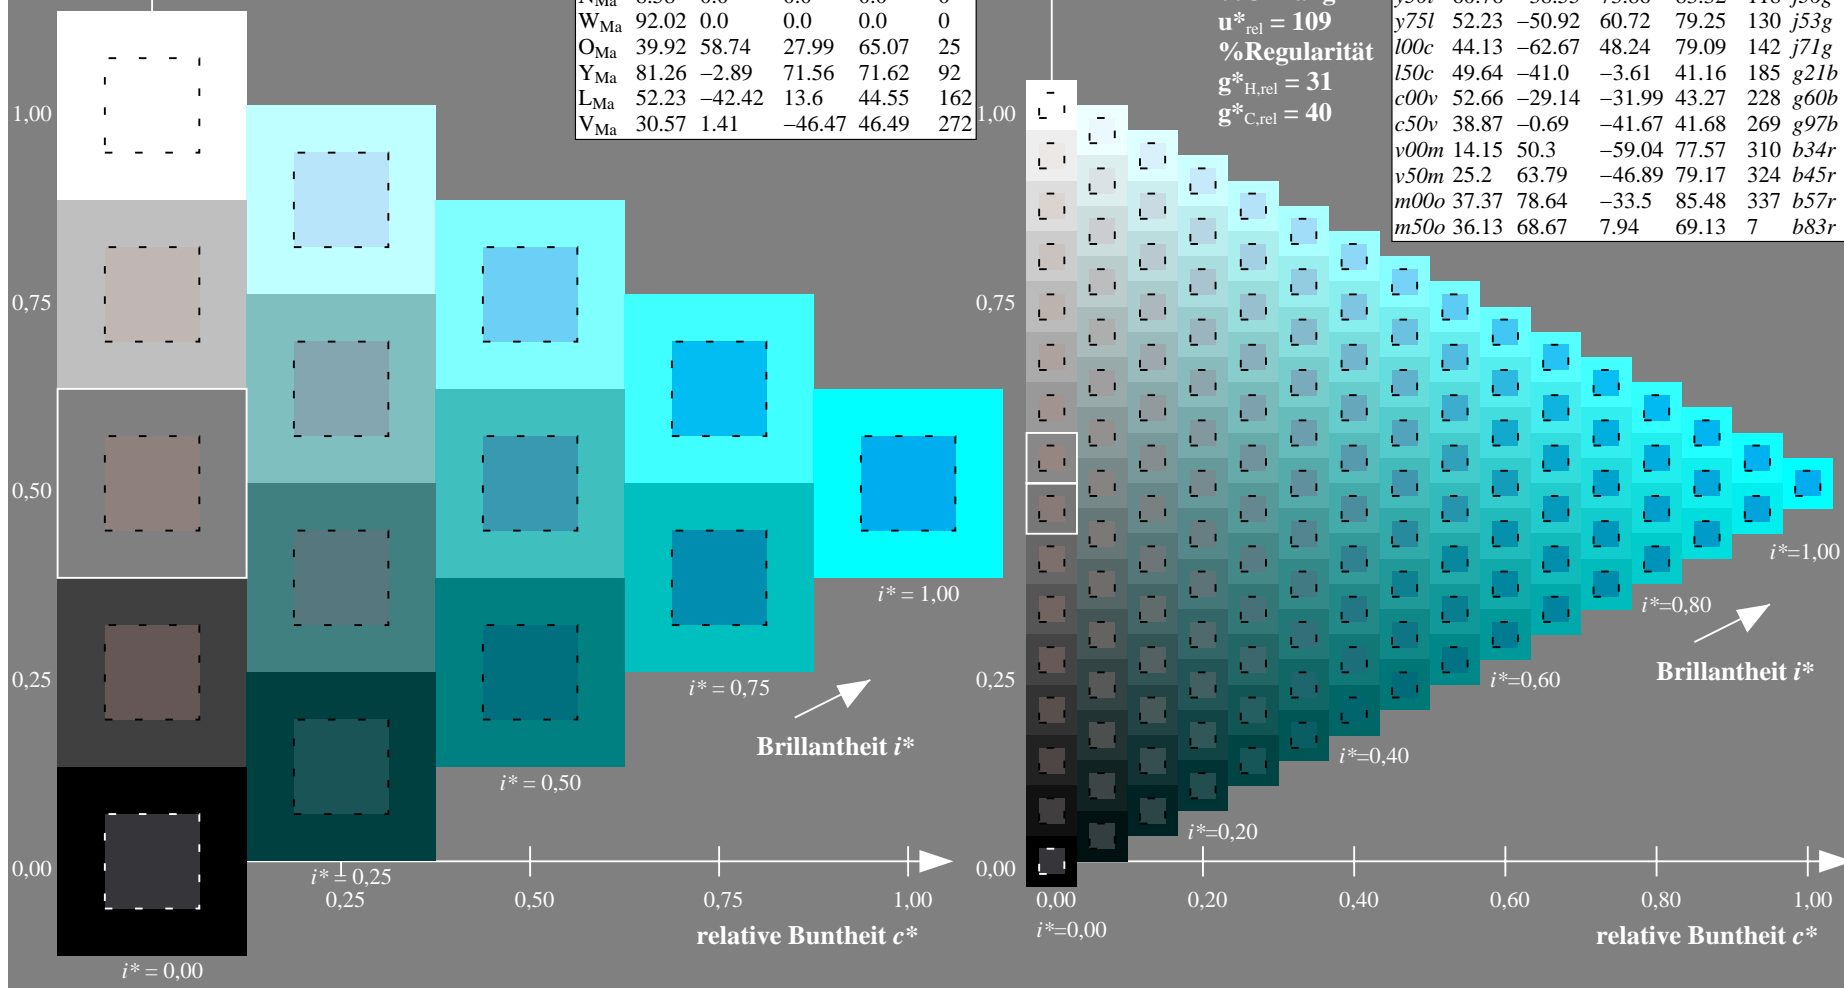 W_Ma 92.02 0.0 0.0 0.0 0
O_Ma 39.92 58.74 27.99 65.07 25
Y_Ma 81.26 −2.89 71.56 71.62 92
L_Ma 52.23 −42.42 13.6 44.55 162
V_Ma 30.57 1.41 −46.47 46.49 272
1,00
0,75
0,50
0,25
0,00
i* = 1,00
i* = 0,75
Brillantheit i*
i* = 0,50
i* = 0,25
0,25 0,50 0,75 1,00
relative Buntheit c*
i* = 0,00
u*rel = 109
%Regularität
g*H,rel = 31
g*C,rel = 40
y75l 52.23 −50.92 60.72 79.25 130 j53g
l00c 44.13 −62.67 48.24 79.09 142 j71g
l50c 49.64 −41.0 −3.61 41.16 185 g21b
c00v 52.66 −29.14 −31.99 43.27 228 g60b
c50v 38.87 −0.69 −41.67 41.68 269 g97b
v00m 14.15 50.3 −59.04 77.57 310 b34r
v50m 25.2 63.79 −46.89 79.17 324 b45r
m00o 37.37 78.64 −33.5 85.48 337 b57r
m50o 36.13 68.67 7.94 69.13 7 b83r
1,00
0,75
0,50
0,25
0,00
i*=1,00
i*=0,80
Brillantheit i*
i*=0,60
i*=0,40
i*=0,20
0,00 0,20 0,40 0,60 0,80 1,00
i*=0,00
relative Buntheit c*